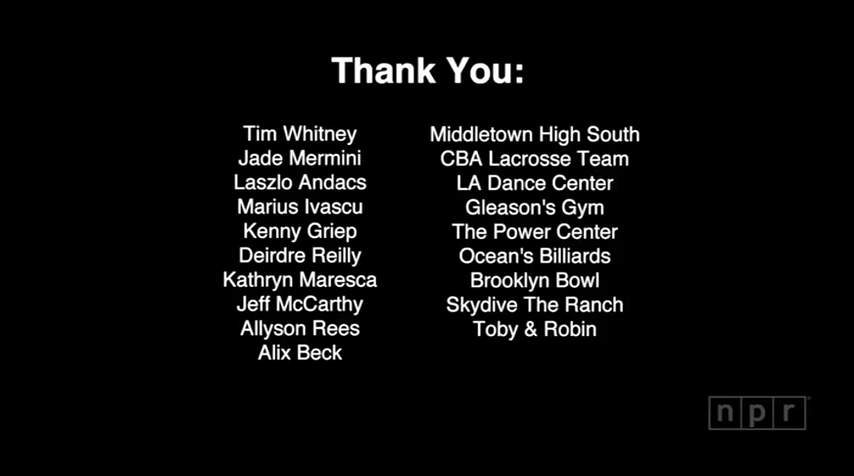 Thank You:
Tim Whitney
Jade Mermini
Laszlo Andacs
Marius Ivascu
Kenny Griep
Deirdre Reilly
Kathryn Maresca
Jeff McCarthy
Allyson Rees
Alix Beck
Middletown High South
CBA Lacrosse Team
LA Dance Center
Gleason's Gym
The Power Center
Ocean's Billiards
Brooklyn Bowl
Skydive The Ranch
Toby & Robin
npr